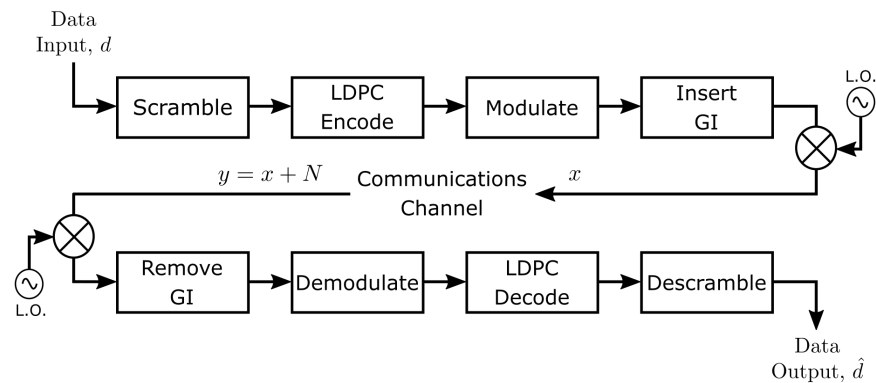 Data
Input, d
Scramble
LDPC
Encode
Modulate
Insert
GI
L.O.
y = x + N
Communications
Channel
x
L.O.
Remove
GI
Demodulate
LDPC
Decode
Descramble
Data
Output, d̂